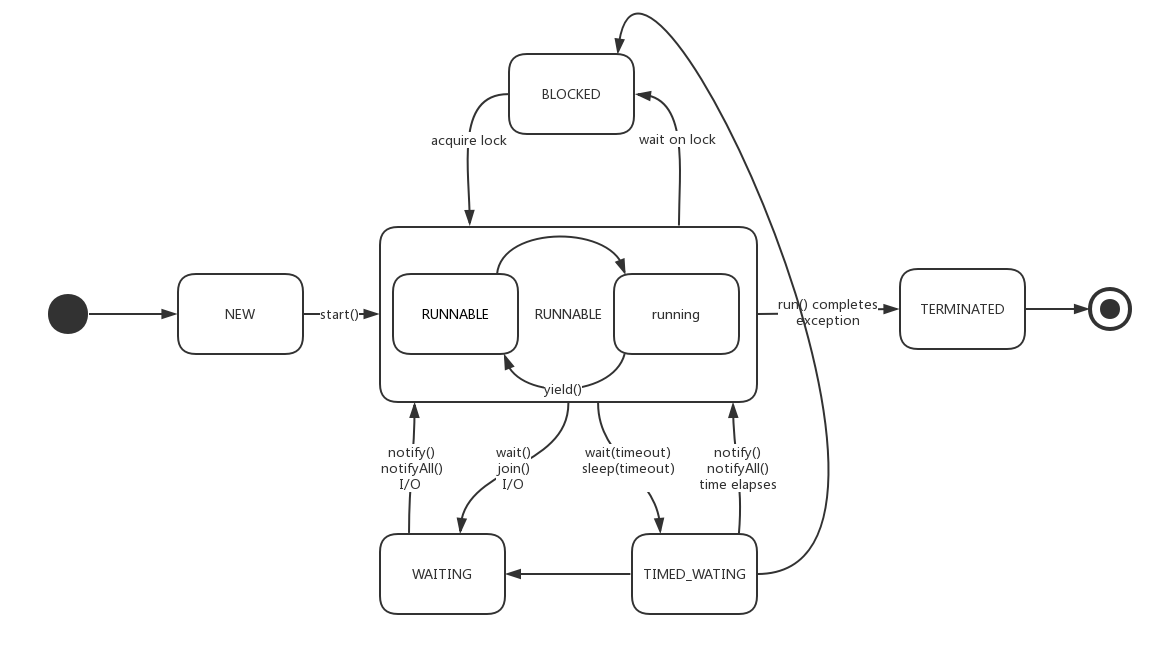 BLOCKED
acquire lock
wait on lock
NEW
start()
RUNNABLE
RUNNABLE
running
yield()
run() completes
exception
TERMINATED
notify()
notifyAll()
I/O
wait()
join()
I/O
wait(timeout)
sleep(timeout)
notify()
notifyAll()
time elapses
WAITING
TIMED_WATING